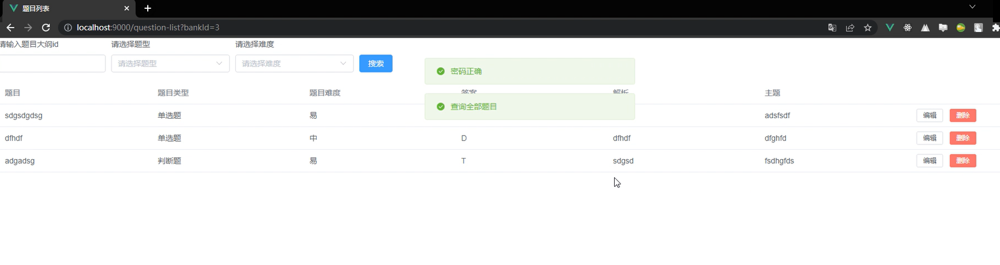 题目列表
localhost:9000/question-list?bankId=3
请输入题目大纲id 请选择题型 请选择难度
请选择题型 请选择难度 搜索
密码正确
题目 题目类型 题目难度 答案 解析 主题
查询全部题目
sdgsdgdsg 单选题 易 adsfsdf 编辑 删除
dfhdf 单选题 中 D dfhdf dfghfd 编辑 删除
adgadsg 判断题 易 T sdgsd fsdhgfds 编辑 删除